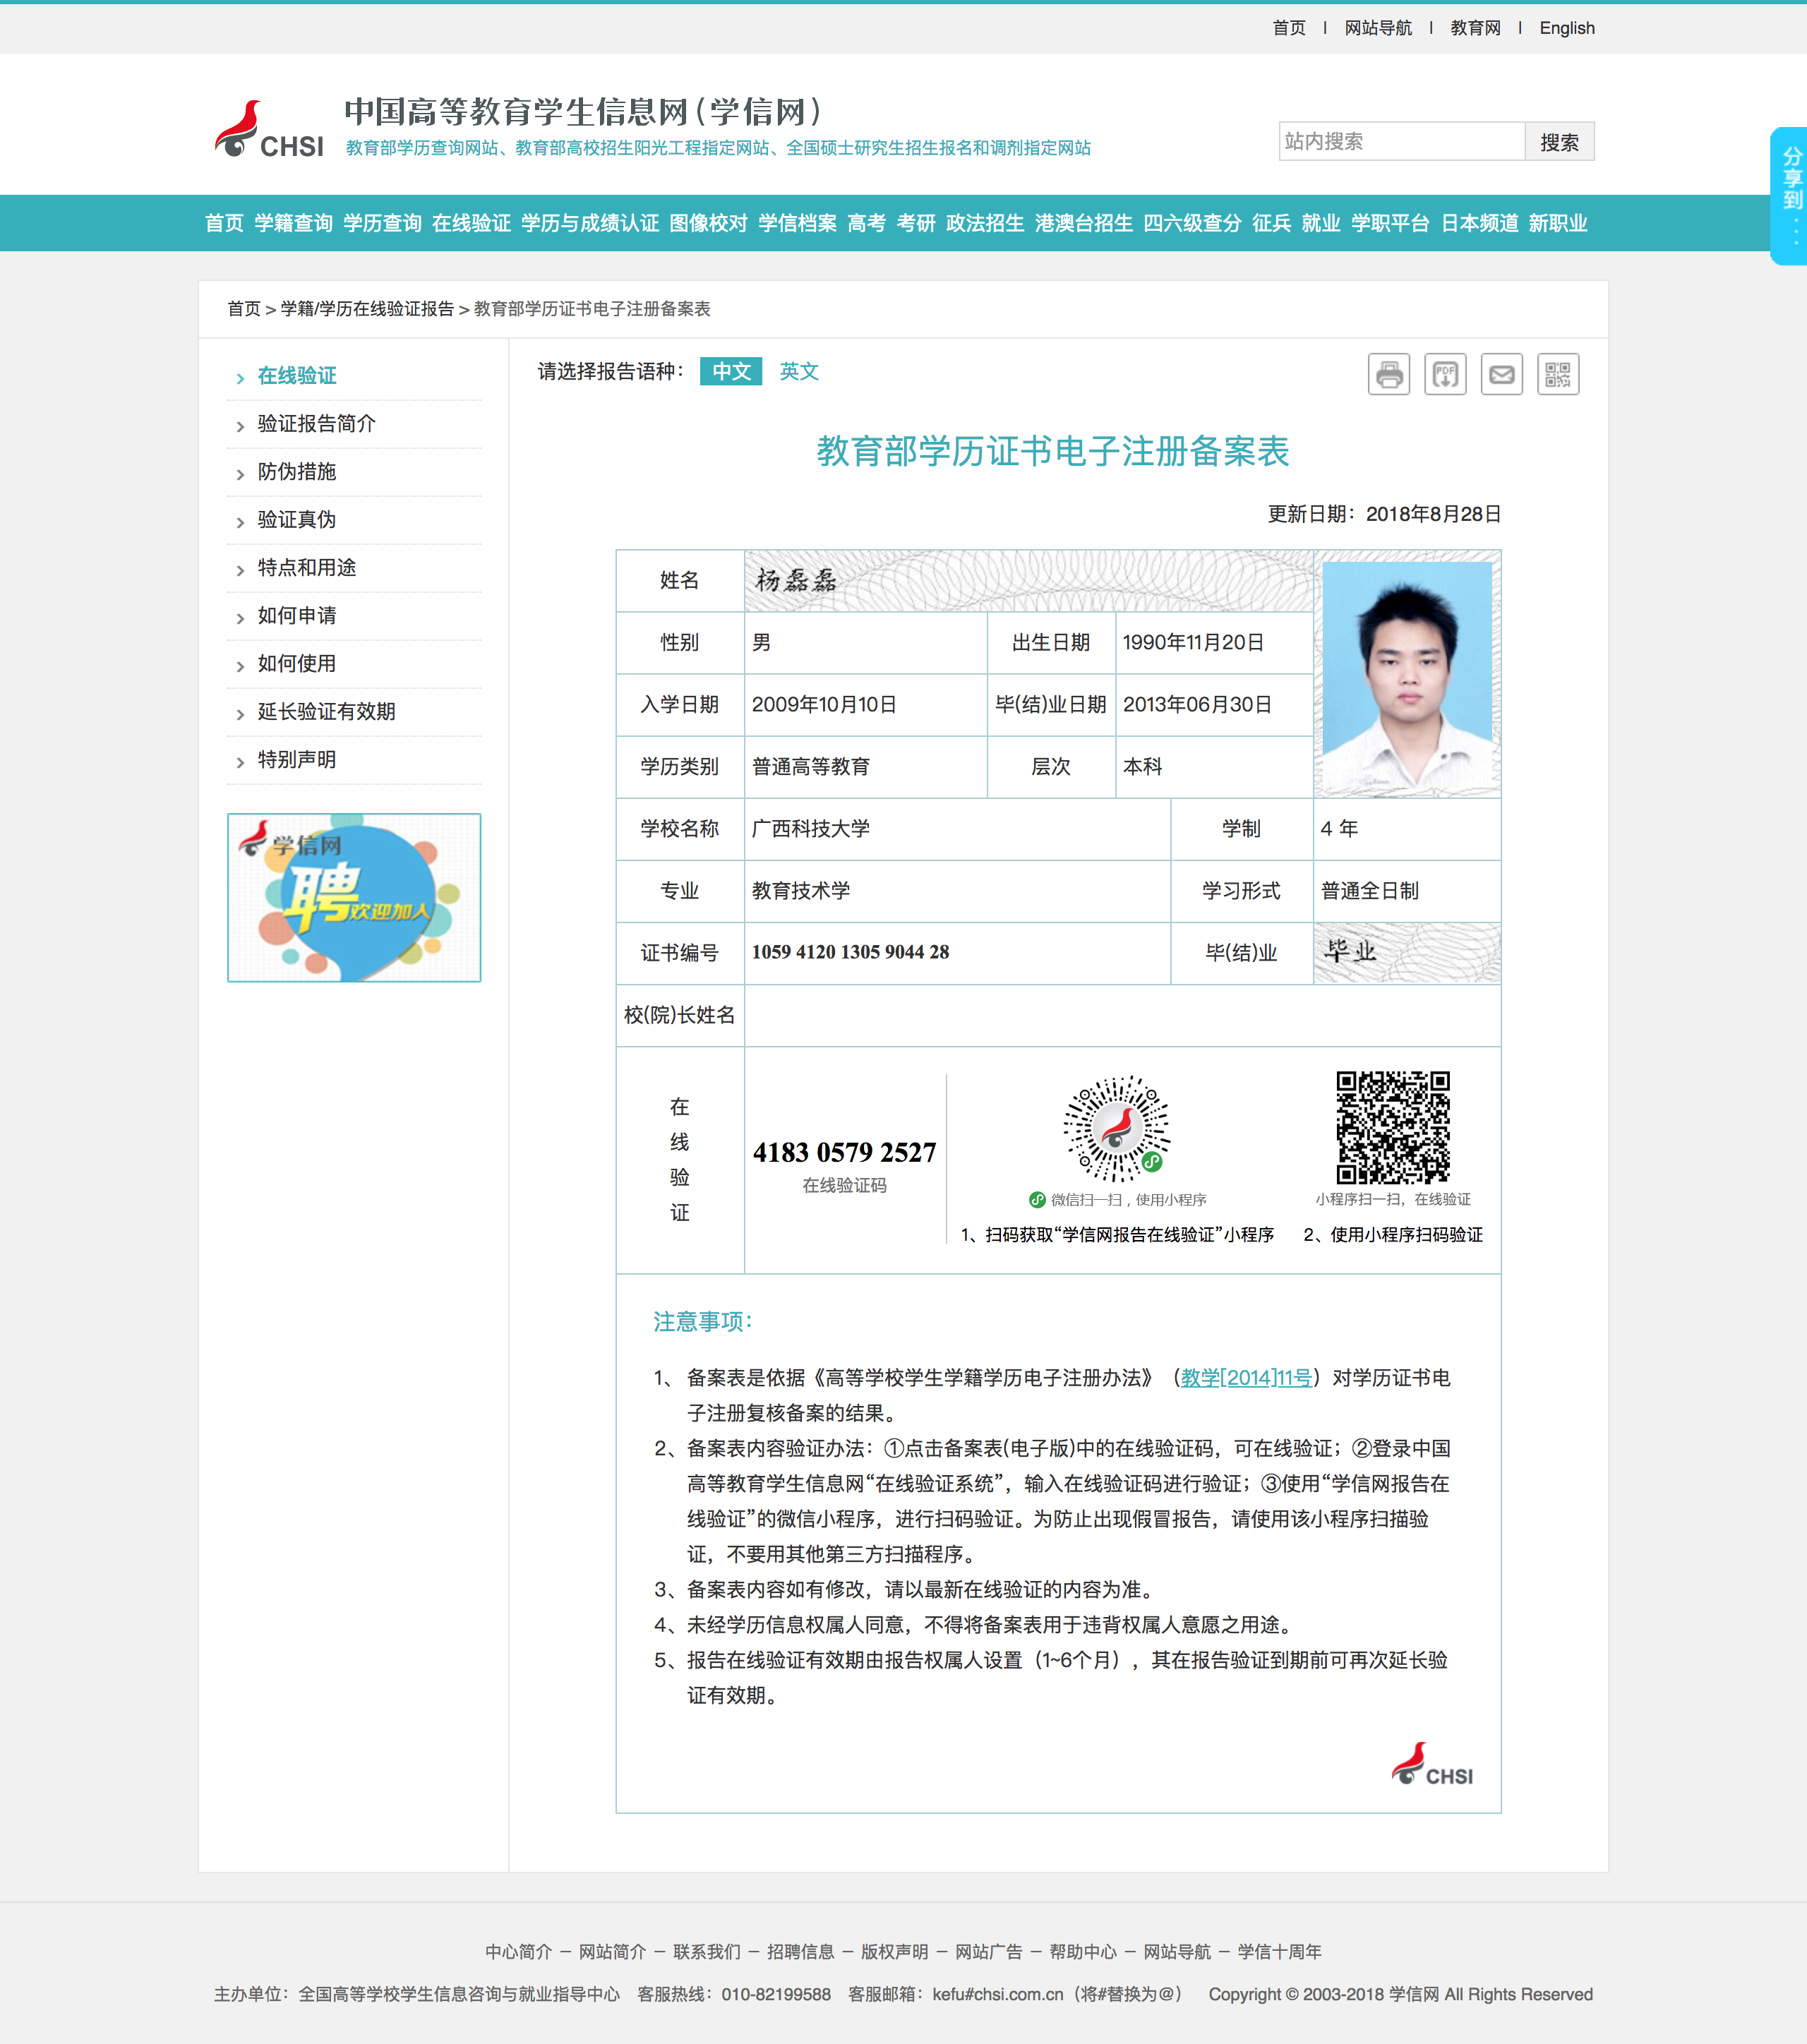 首页 | 网站导航 | 教育网 | English
中国高等教育学生信息网(学信网)
CHSI
教育部学历查询网站、教育部高校招生阳光工程指定网站、全国硕士研究生招生报名和调剂指定网站
站内搜索 搜索
分享到...
首页 学籍查询 学历查询 在线验证 学历与成绩认证 图像校对 学信档案 高考 考研 政法招生 港澳台招生 四六级查分 征兵 就业 学职平台 日本频道 新职业
首页 > 学籍/学历在线验证报告 > 教育部学历证书电子注册备案表
在线验证
验证报告简介
防伪措施
验证真伪
特点和用途
如何申请
如何使用
延长验证有效期
特别声明
学信网
聘欢迎加入
请选择报告语种： 中文 英文
PDF
教育部学历证书电子注册备案表
更新日期：2018年8月28日
姓名 杨磊磊
性别 男 出生日期 1990年11月20日
入学日期 2009年10月10日 毕(结)业日期 2013年06月30日
学历类别 普通高等教育 层次 本科
学校名称 广西科技大学 学制 4 年
专业 教育技术学 学习形式 普通全日制
证书编号 1059 4120 1305 9044 28 毕(结)业 毕业
校(院)长姓名
在线验证
4183 0579 2527
在线验证码
微信扫一扫，使用小程序
1、扫码获取“学信网报告在线验证”小程序
小程序扫一扫，在线验证
2、使用小程序扫码验证
注意事项：
1、备案表是依据《高等学校学生学籍学历电子注册办法》（教学[2014]11号）对学历证书电
子注册复核备案的结果。
2、备案表内容验证办法：①点击备案表(电子版)中的在线验证码，可在线验证；②登录中国
高等教育学生信息网“在线验证系统”，输入在线验证码进行验证；③使用“学信网报告在
线验证”的微信小程序，进行扫码验证。为防止出现假冒报告，请使用该小程序扫描验
证，不要用其他第三方扫描程序。
3、备案表内容如有修改，请以最新在线验证的内容为准。
4、未经学历信息权属人同意，不得将备案表用于违背权属人意愿之用途。
5、报告在线验证有效期由报告权属人设置（1~6个月），其在报告验证到期前可再次延长验
证有效期。
CHSI
中心简介 － 网站简介 － 联系我们 － 招聘信息 － 版权声明 － 网站广告 － 帮助中心 － 网站导航 － 学信十周年
主办单位：全国高等学校学生信息咨询与就业指导中心 客服热线：010-82199588 客服邮箱：kefu#chsi.com.cn（将#替换为@） Copyright © 2003-2018 学信网 All Rights Reserved